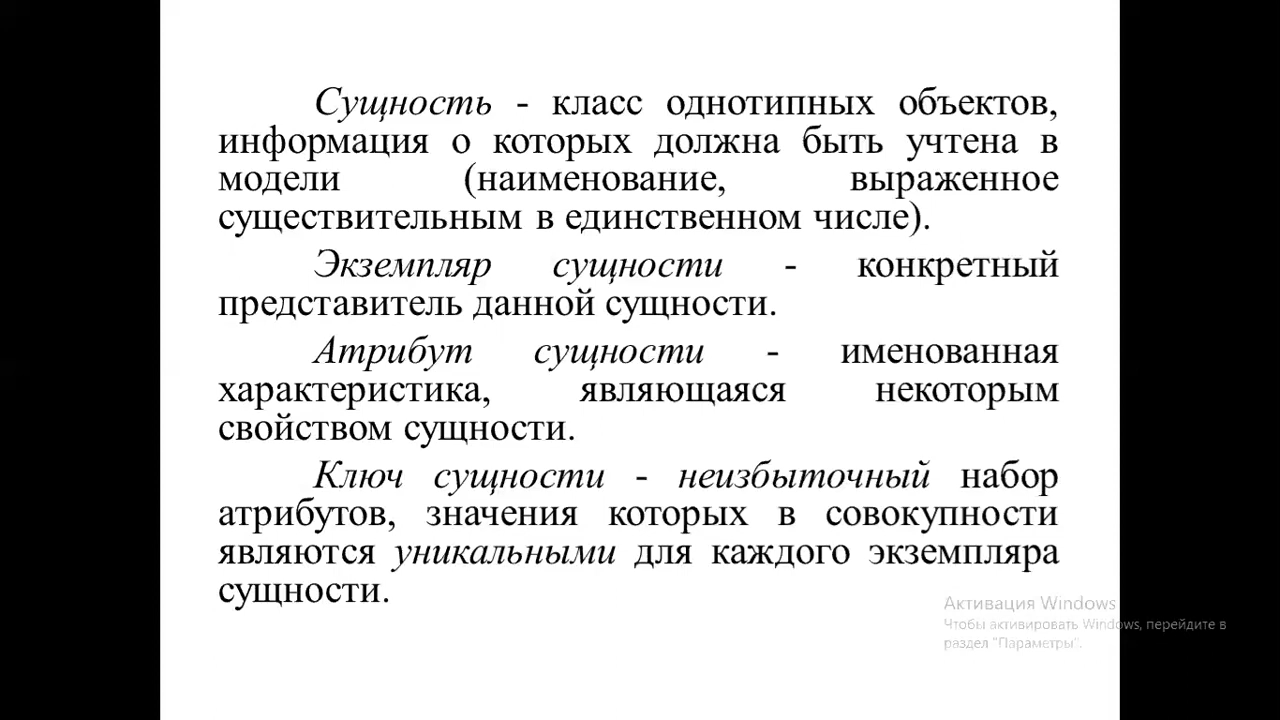 Сущность - класс однотипных объектов,
информация о которых должна быть учтена в
модели (наименование, выраженное
существительным в единственном числе).
Экземпляр сущности - конкретный
представитель данной сущности.
Атрибут сущности - именованная
характеристика, являющаяся некоторым
свойством сущности.
Ключ сущности - неизбыточный набор
атрибутов, значения которых в совокупности
являются уникальными для каждого экземпляра
сущности.
Активация Windows
Чтобы активировать Windows, перейдите в
раздел "Параметры".